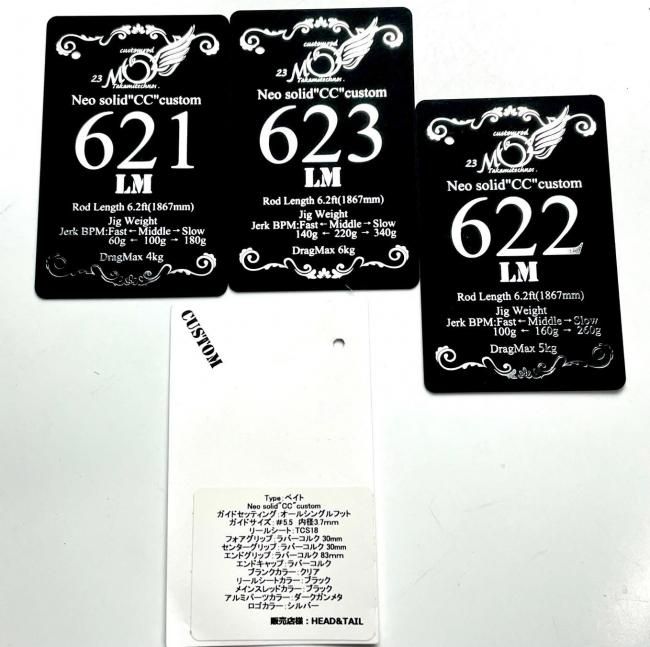 customrod
23 MO
Takamitechnos.
Neo solid"CC"custom
621
LM
Rod Length 6.2ft(1867mm)
Jig Weight
Jerk BPM:Fast←Middle→Slow
60g ← 100g → 180g
DragMax 4kg
customrod
23 MO
Takamitechnos.
Neo solid"CC"custom
623
LM
Rod Length 6.2ft(1867mm)
Jig Weight
Jerk BPM:Fast←Middle→Slow
140g ← 220g → 340g
DragMax 6kg
customrod
23 MO
Takamitechnos.
Neo solid"CC"custom
622
LM
Rod Length 6.2ft(1867mm)
Jig Weight
Jerk BPM:Fast←Middle→Slow
100g ← 160g → 260g
DragMax 5kg
CUSTOM
Type:ベイト
Neo solid"CC"custom
ガイドセッティング:オールシングルフット
ガイドサイズ:#5.5 内径3.7mm
リールシート:TCS18
フォアグリップ:ラバーコルク 30mm
センターグリップ:ラバーコルク 30mm
エンドグリップ:ラバーコルク 83mm
エンドキャップ:ラバーコルク
ブランクカラー:クリア
リールシートカラー:ブラック
メインスレッドカラー:ブラック
アルミパーツカラー:ダークガンメタ
ロゴカラー:シルバー
販売店様:HEAD&TAIL